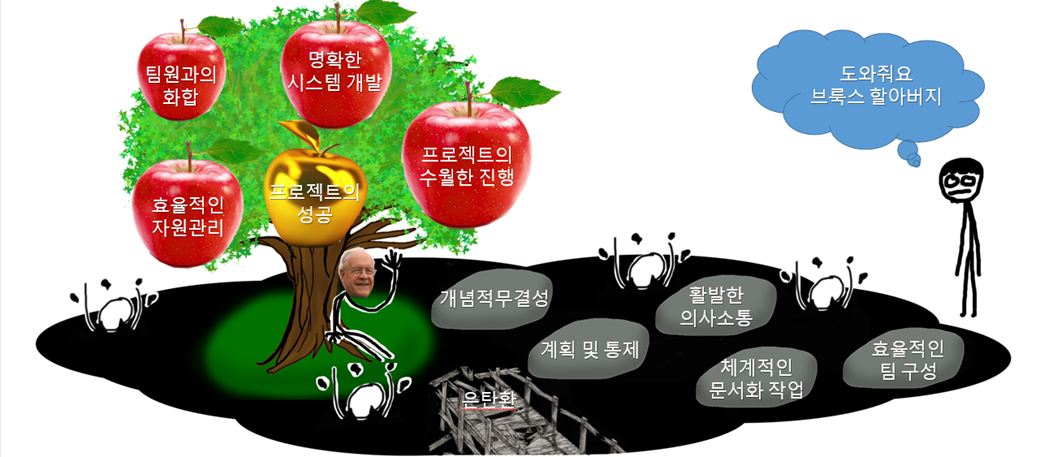 팀원과의
화합
명확한
시스템 개발
도와줘요
브룩스 할아버지
프로젝트의
수월한 진행
효율적인
자원관리
프로젝트의
성공
개념적무결성
활발한
의사소통
계획 및 통제
효율적인
팀 구성
체계적인
문서화 작업
은탄환